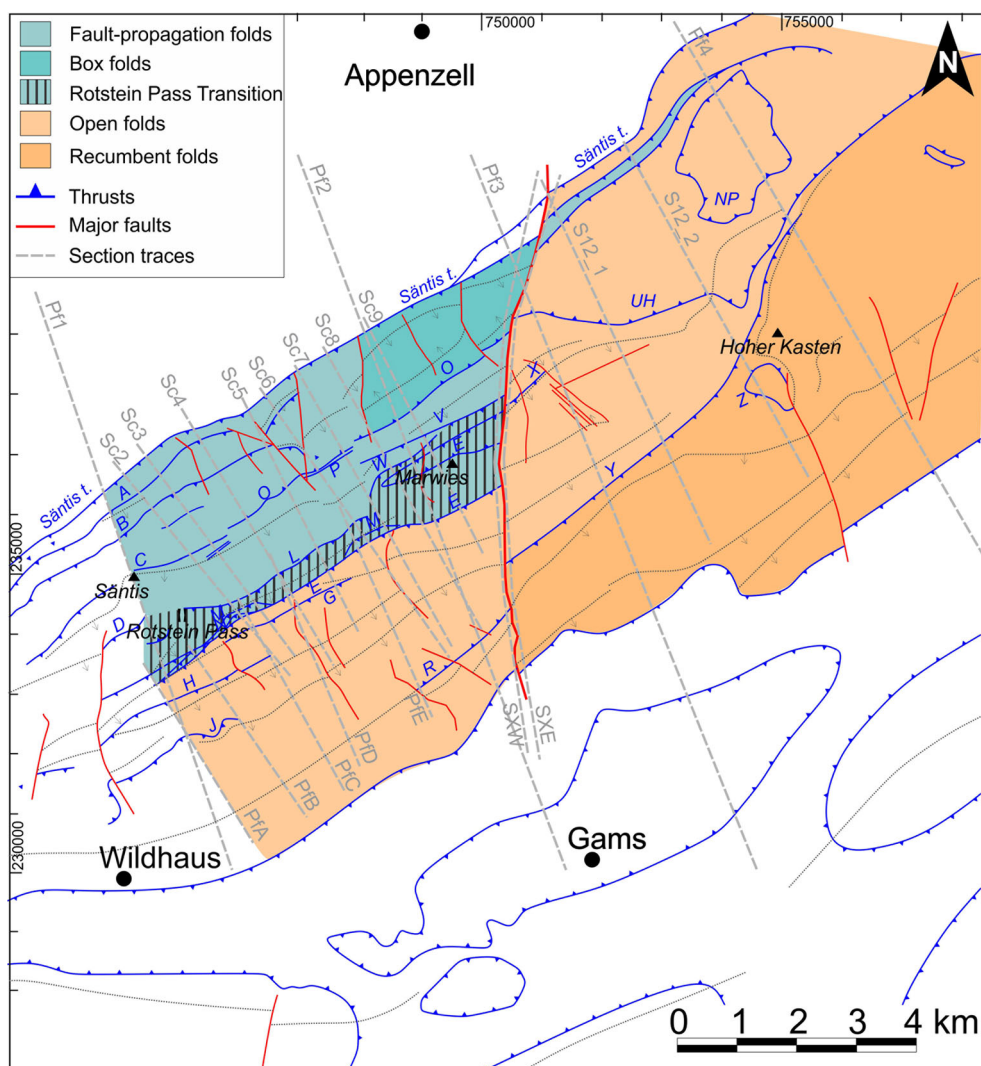 750000
755000
Fault-propagation folds
Box folds
Rotstein Pass Transition
Open folds
Recumbent folds
Thrusts
Major faults
Section traces
Appenzell
N
Pf4
Säntis t.
Pf2
Pf3
NP
S12_1
S12_2
Säntis t.
UH
Pf1
Sc9
Sc8
Sc7
Sc6
Sc5
Sc4
Sc3
Sc2
Hoher Kasten
O
X
Z
V
E
P
W
Marwies
Y
Säntis t.
A
B
O
E
M
C
L
E
G
235000
Säntis
N
D
Rotstein Pass
H
R
J
PfE
SXW
SXE
PfD
PfC
PfB
PfA
230000
Wildhaus
Gams
0 1 2 3 4 km